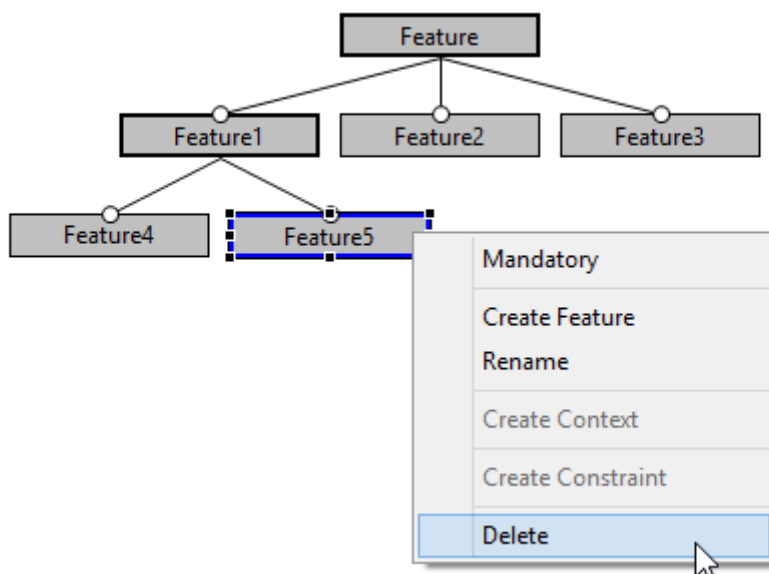 Feature
Feature1
Feature2
Feature3
Feature4
Feature5
Mandatory
Create Feature
Rename
Create Context
Create Constraint
Delete